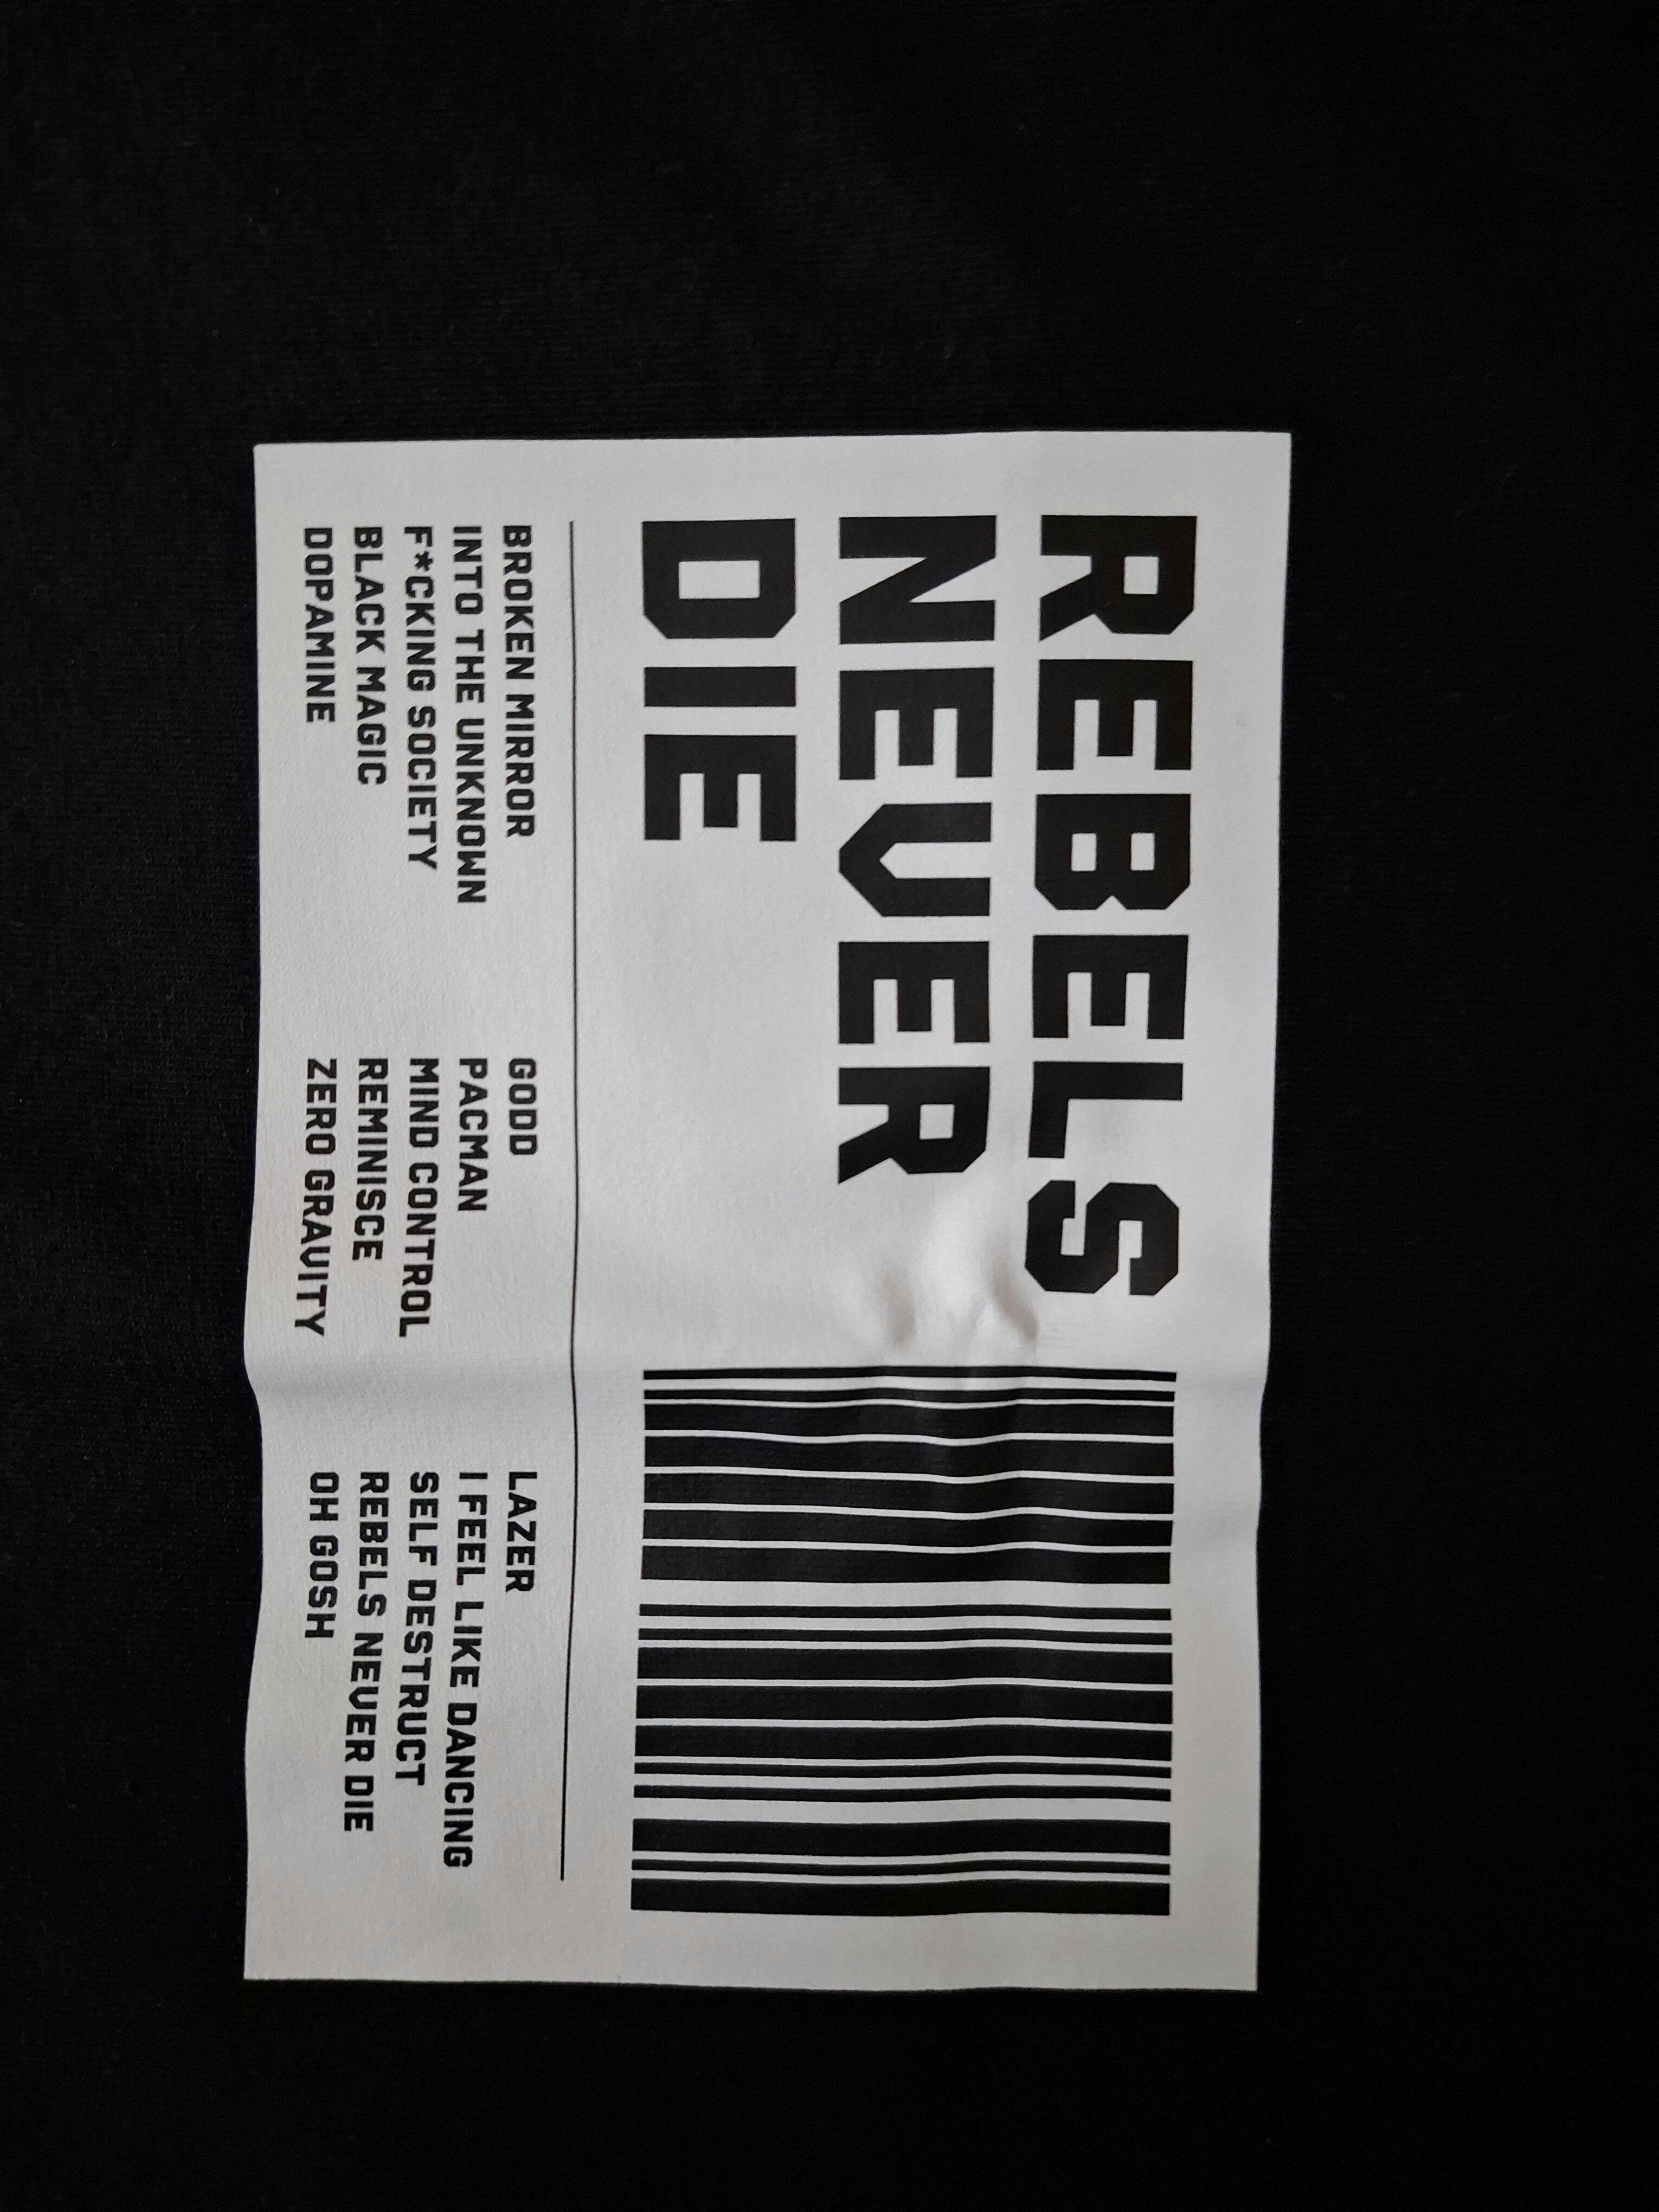 REBELS
NEVER
DIE
BROKEN MIRROR
INTO THE UNKNOWN
F*CKING SOCIETY
BLACK MAGIC
DOPAMINE
GODD
PACMAN
MIND CONTROL
REMINISCE
ZERO GRAVITY
LAZER
I FEEL LIKE DANCING
SELF DESTRUCT
REBELS NEVER DIE
OH GOSH